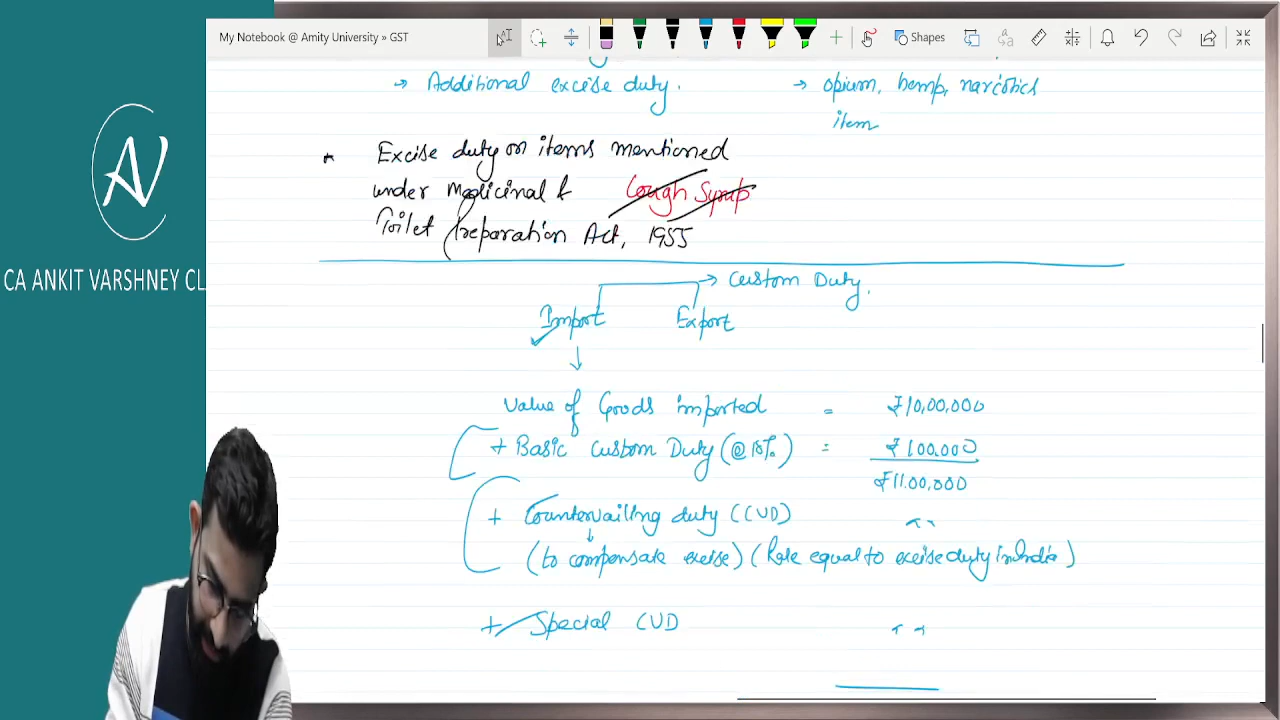 My Notebook @ Amity University » GST
Shapes
→ Additional excise duty.
→ opium, hemp, narcotics
item
* Excise duty on items mentioned
under Medicinal & Cough Syrup
Toilet Preparation Act, 1955
→ Custom Duty.
Import Export
Value of Goods imported = ₹10,00,000
+ Basic Custom Duty (@10%) = ₹100,000
₹11,00,000
+ Countervailing duty (CVD)
(to compensate excise) (Rate equal to excise duty in India)
+ Special CVD
AV
CA ANKIT VARSHNEY CL